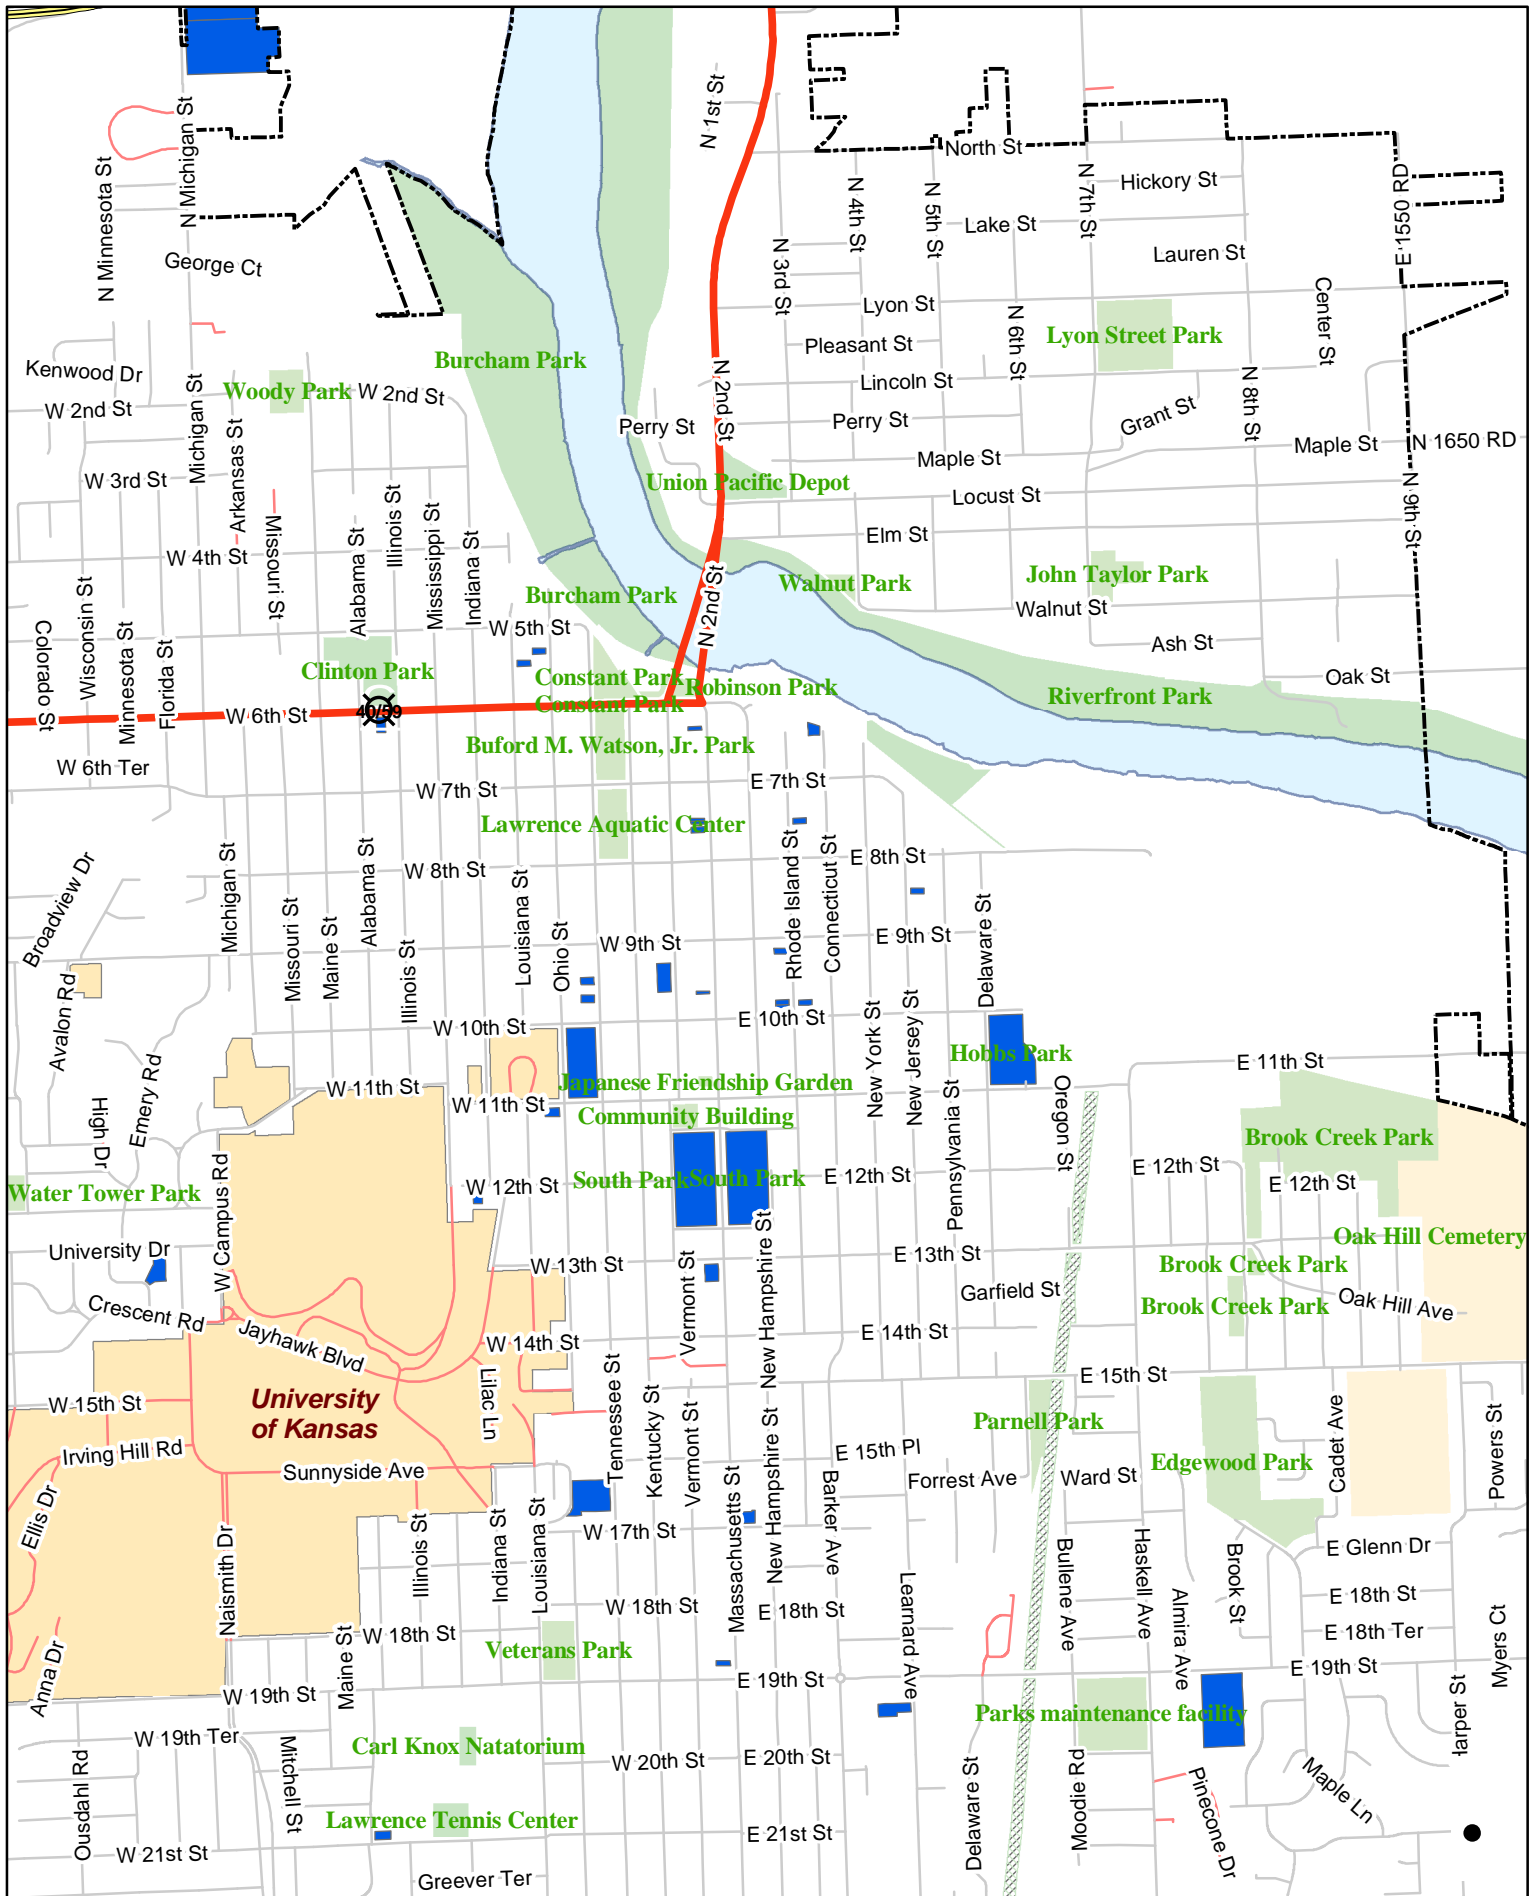 N 1st St
N Michigan St
N Minnesota St
George Ct
North St
N 4th St
N 5th St
N 7th St
Hickory St
Lake St
Lauren St
E 1550 RD
N 3rd St
Lyon St
N 6th St
Center St
Lyon Street Park
Pleasant St
Burcham Park
Kenwood Dr
Woody Park
W 2nd St
W 2nd St
Michigan St
Arkansas St
N 2nd St
Lincoln St
Perry St
Perry St
Grant St
N 8th St
Maple St
Maple St
N 1650 RD
W 3rd St
Union Pacific Depot
Locust St
Elm St
N 9th St
Missouri St
Alabama St
Illinois St
Mississippi St
Indiana St
W 4th St
Walnut Park
John Taylor Park
Walnut St
Burcham Park
N 2nd St
Colorado St
Wisconsin St
Minnesota St
Florida St
W 5th St
Ash St
Clinton Park
Constant Park
Robinson Park
Oak St
Constant Park
Riverfront Park
40/59
W 6th St
Buford M. Watson, Jr. Park
W 6th Ter
W 7th St
E 7th St
Lawrence Aquatic Center
Broadview Dr
Michigan St
Alabama St
W 8th St
Rhode Island St
Connecticut St
E 8th St
Missouri St
Maine St
Illinois St
Louisiana St
Ohio St
W 9th St
E 9th St
Delaware St
Avalon Rd
W 10th St
E 10th St
New York St
New Jersey St
Hobbs Park
E 11th St
Emery Rd
High Dr
W 11th St
W 11th St
Japanese Friendship Garden
Community Building
Pennsylvania St
Oregon St
Brook Creek Park
Water Tower Park
W Campus Rd
W 12th St
South Park
South Park
E 12th St
E 12th St
E 12th St
Oak Hill Cemetery
University Dr
W 13th St
New Hampshire St
E 13th St
Brook Creek Park
Garfield St
Brook Creek Park
Oak Hill Ave
Crescent Rd
Jayhawk Blvd
W 14th St
Vermont St
E 14th St
E 15th St
University
of Kansas
W 15th St
Lilac Ln
Tennessee St
Kentucky St
Vermont St
New Hampshire St
Parnell Park
Irving Hill Rd
Sunnyside Ave
E 15th Pl
Forrest Ave
Ward St
Edgewood Park
Cadet Ave
Powers St
Ellis Dr
Naismith Dr
Illinois St
Indiana St
Louisiana St
W 17th St
Massachusetts St
Barker Ave
Learnard Ave
Bullene Ave
Haskell Ave
Almira Ave
Brook St
E Glenn Dr
W 18th St
E 18th St
E 18th St
E 18th Ter
W 18th St
Veterans Park
Anna Dr
Maine St
W 19th St
E 19th St
E 19th St
Myers Ct
Parks maintenance facility
Harper St
W 19th Ter
Carl Knox Natatorium
W 20th St
E 20th St
Ousdahl Rd
Mitchell St
Delaware St
Moodie Rd
Pinecone Dr
Maple Ln
Lawrence Tennis Center
E 21st St
W 21st St
Greever Ter